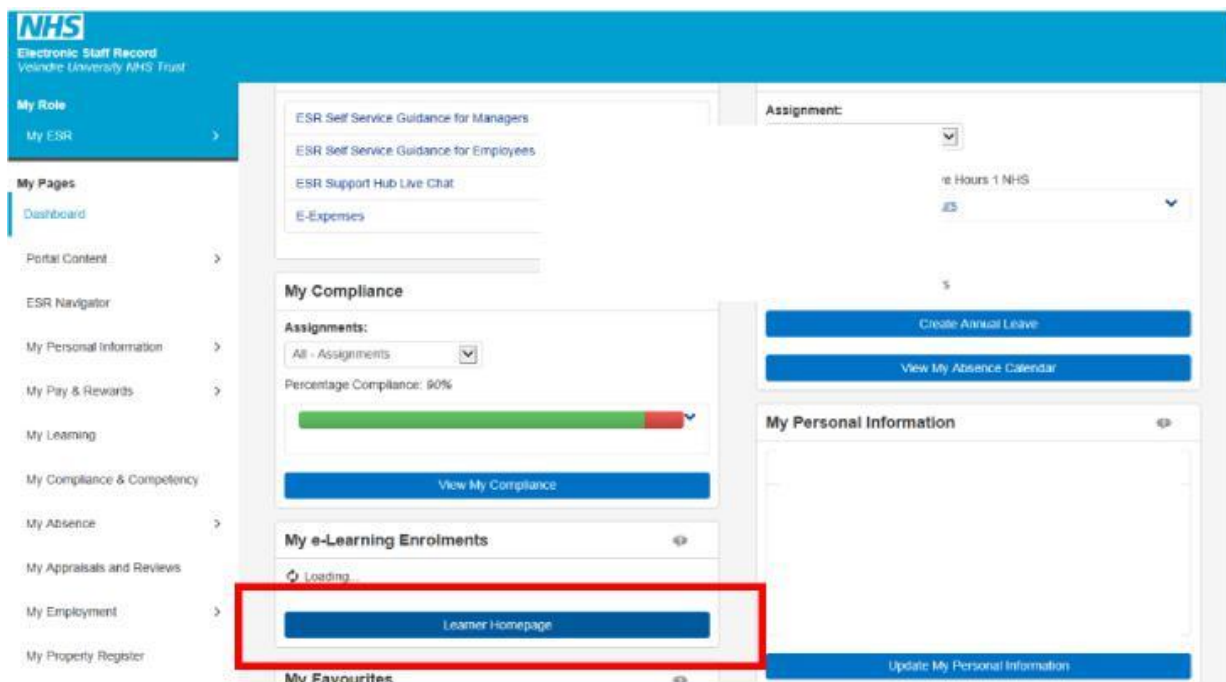 NHS
Electronic Staff Record
Velindre University NHS Trust
My Role
My ESR
My Pages
Dashboard
Portal Content
ESR Navigator
My Personal Information
My Pay & Rewards
My Learning
My Compliance & Competency
My Absence
My Appraisals and Reviews
My Employment
My Property Register
ESR Self Service Guidance for Managers
ESR Self Service Guidance for Employees
ESR Support Hub Live Chat
E-Expenses
My Compliance
Assignments:
All - Assignments
Percentage Compliance: 90%
View My Compliance
My e-Learning Enrolments
Loading...
Learner Homepage
My Favourites
Assignment:
Hours 1 NHS
Create Annual Leave
View My Absence Calendar
My Personal Information
Update My Personal Information